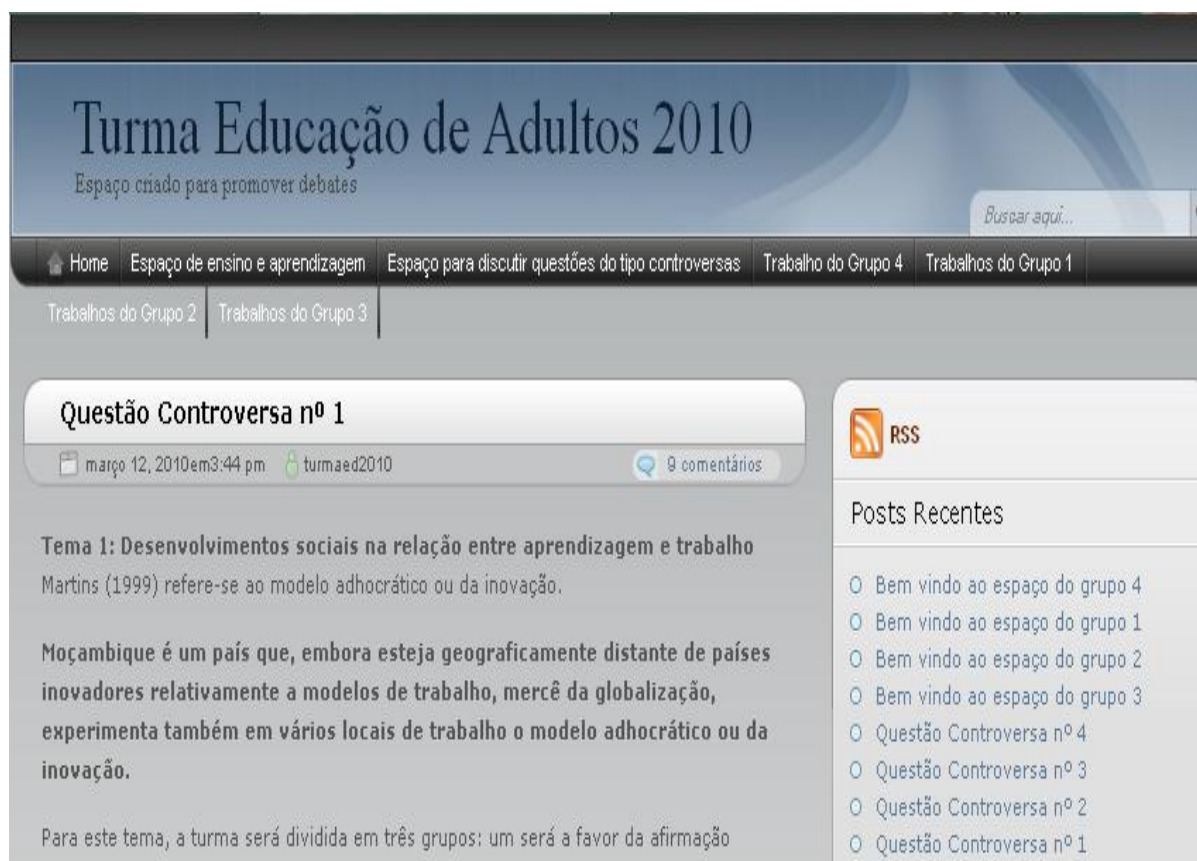 Turma Educação de Adultos 2010
Espaço criado para promover debates
Buscar aqui...
Home Espaço de ensino e aprendizagem Espaço para discutir questões do tipo controversas Trabalho do Grupo 4 Trabalhos do Grupo 1
Trabalhos do Grupo 2 Trabalhos do Grupo 3
Questão Controversa nº 1
março 12, 2010em3:44 pm turmaed2010 9 comentários
Tema 1: Desenvolvimentos sociais na relação entre aprendizagem e trabalho
Martins (1999) refere-se ao modelo adhocrático ou da inovação.
Moçambique é um país que, embora esteja geograficamente distante de países
inovadores relativamente a modelos de trabalho, mercê da globalização,
experimenta também em vários locais de trabalho o modelo adhocrático ou da
inovação.
Para este tema, a turma será dividida em três grupos: um será a favor da afirmação
RSS
Posts Recentes
Bem vindo ao espaço do grupo 4
Bem vindo ao espaço do grupo 1
Bem vindo ao espaço do grupo 2
Bem vindo ao espaço do grupo 3
Questão Controversa nº 4
Questão Controversa nº 3
Questão Controversa nº 2
Questão Controversa nº 1